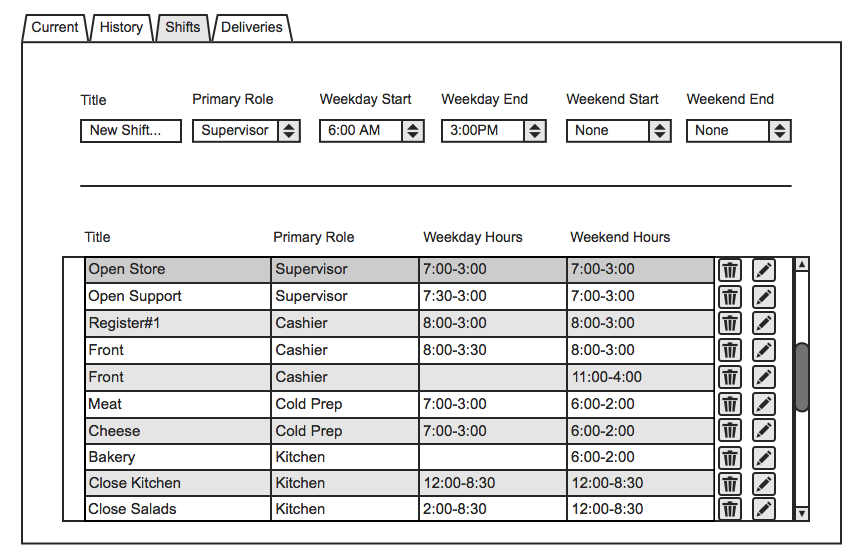 Current History Shifts Deliveries
Title Primary Role Weekday Start Weekday End Weekend Start Weekend End
New Shift... Supervisor 6:00 AM 3:00PM None None
Title Primary Role Weekday Hours Weekend Hours
Open Store Supervisor 7:00-3:00 7:00-3:00
Open Support Supervisor 7:30-3:00 7:00-3:00
Register#1 Cashier 8:00-3:00 8:00-3:00
Front Cashier 8:00-3:30 8:00-3:00
Front Cashier 11:00-4:00
Meat Cold Prep 7:00-3:00 6:00-2:00
Cheese Cold Prep 7:00-3:00 6:00-2:00
Bakery Kitchen 6:00-2:00
Close Kitchen Kitchen 12:00-8:30 12:00-8:30
Close Salads Kitchen 2:00-8:30 12:00-8:30